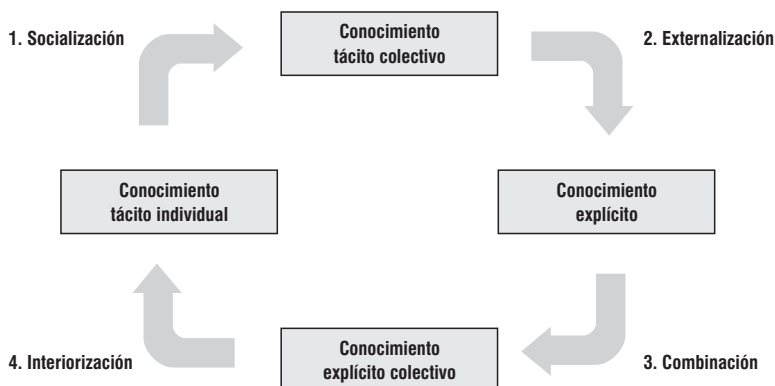 1. Socialización
Conocimiento
tácito colectivo
2. Externalización
Conocimiento
tácito individual
Conocimiento
explícito
4. Interiorización
Conocimiento
explícito colectivo
3. Combinación